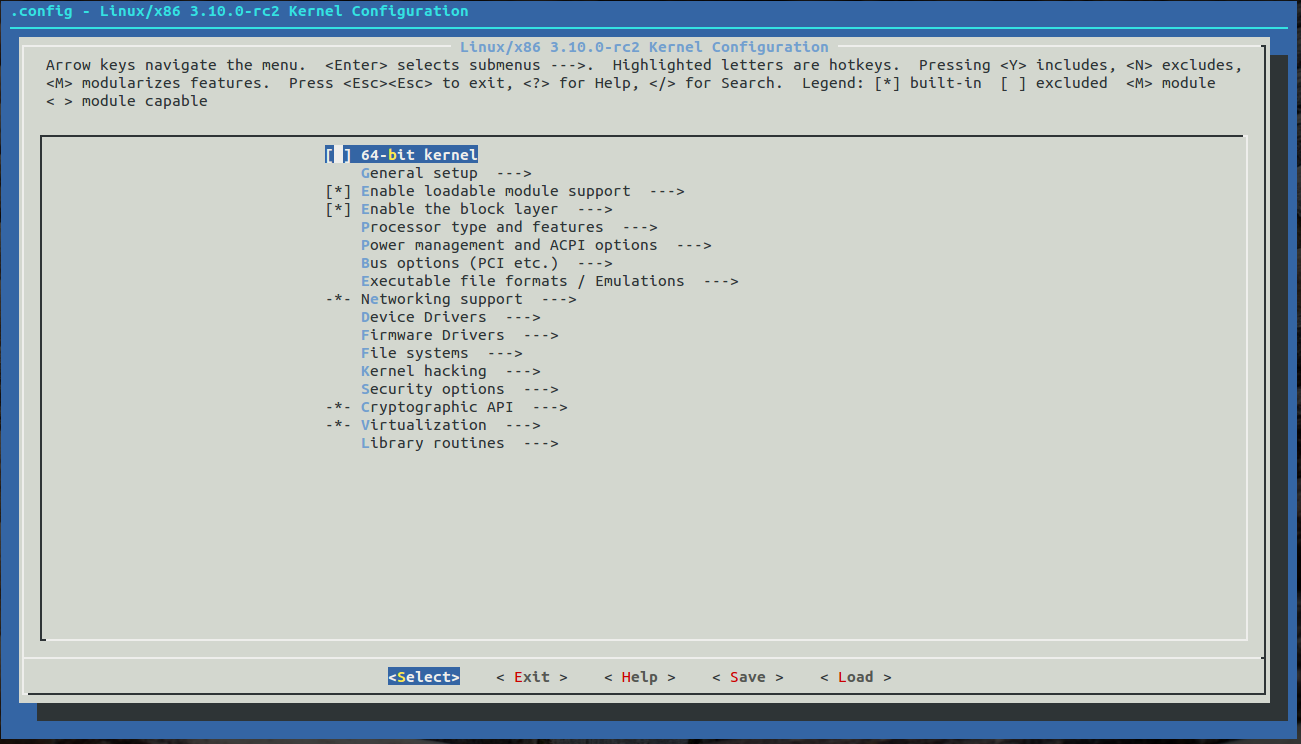 .config - Linux/x86 3.10.0-rc2 Kernel Configuration
Linux/x86 3.10.0-rc2 Kernel Configuration
Arrow keys navigate the menu.  <Enter> selects submenus --->.  Highlighted letters are hotkeys.  Pressing <Y> includes, <N> excludes,
<M> modularizes features.  Press <Esc><Esc> to exit, <?> for Help, </> for Search.  Legend: [*] built-in  [ ] excluded  <M> module
< > module capable
[ ] 64-bit kernel
General setup  --->
[*] Enable loadable module support  --->
[*] Enable the block layer  --->
Processor type and features  --->
Power management and ACPI options  --->
Bus options (PCI etc.)  --->
Executable file formats / Emulations  --->
-*- Networking support  --->
Device Drivers  --->
Firmware Drivers  --->
File systems  --->
Kernel hacking  --->
Security options  --->
-*- Cryptographic API  --->
-*- Virtualization  --->
Library routines  --->
<Select>    < Exit >    < Help >    < Save >    < Load >